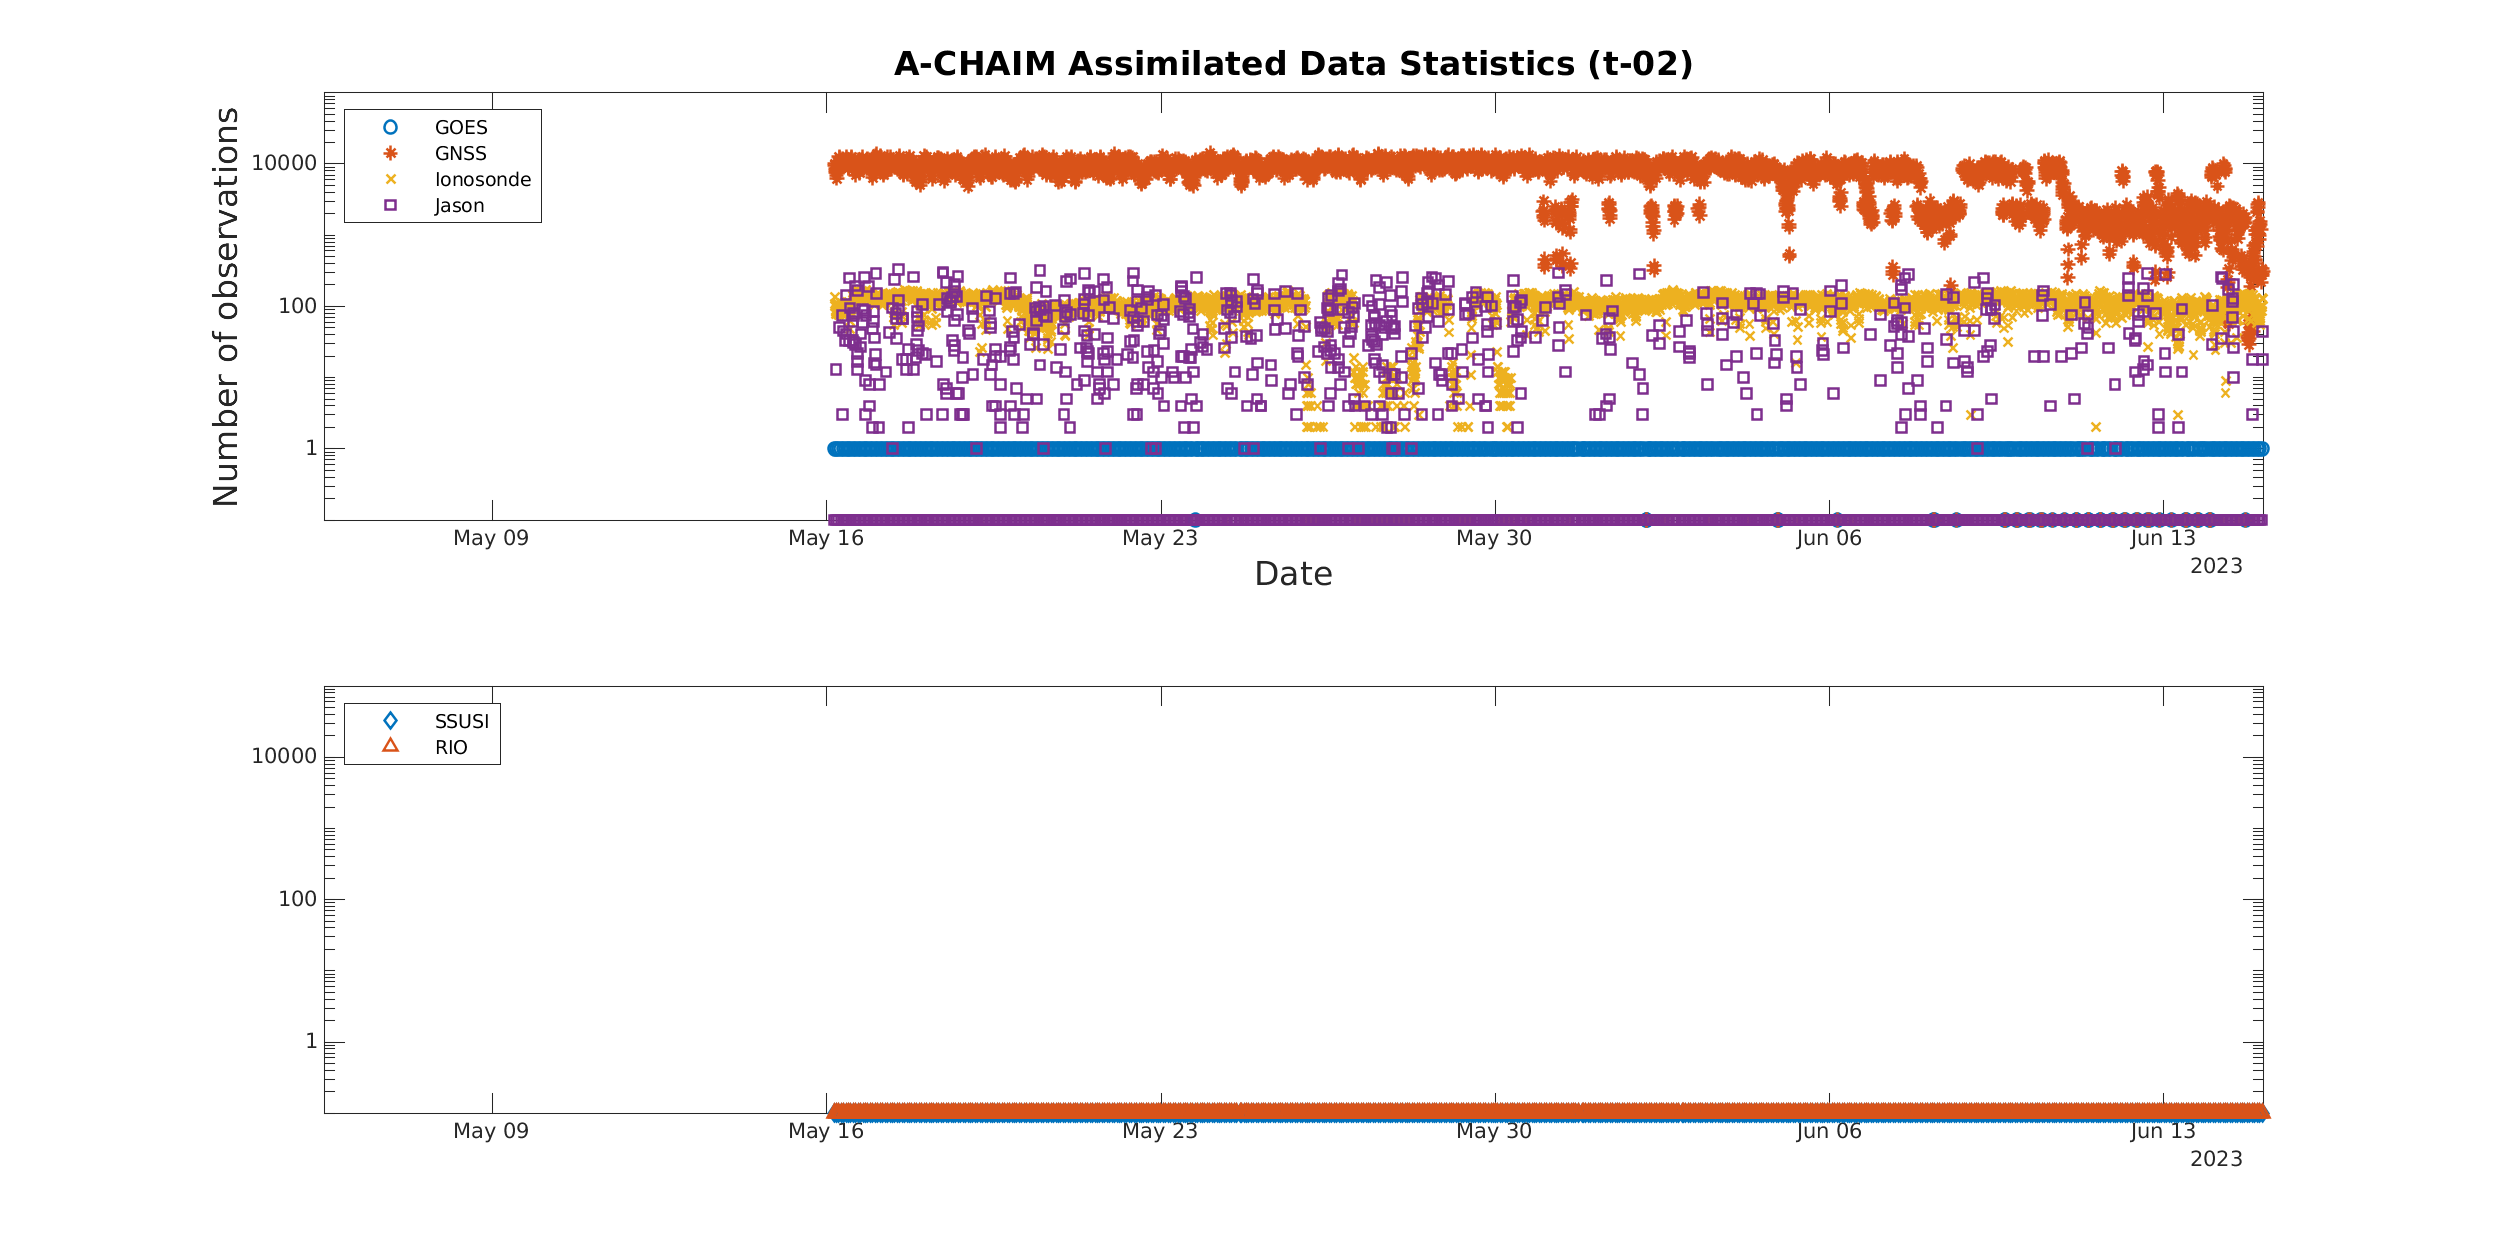 A-CHAIM Assimilated Data Statistics (t-02)
Number of observations
10000
100
1
GOES
GNSS
Ionosonde
Jason
May 09
May 16
May 23
May 30
Jun 06
Jun 13
2023
Date
10000
100
1
SSUSI
RIO
May 09
May 16
May 23
May 30
Jun 06
Jun 13
2023